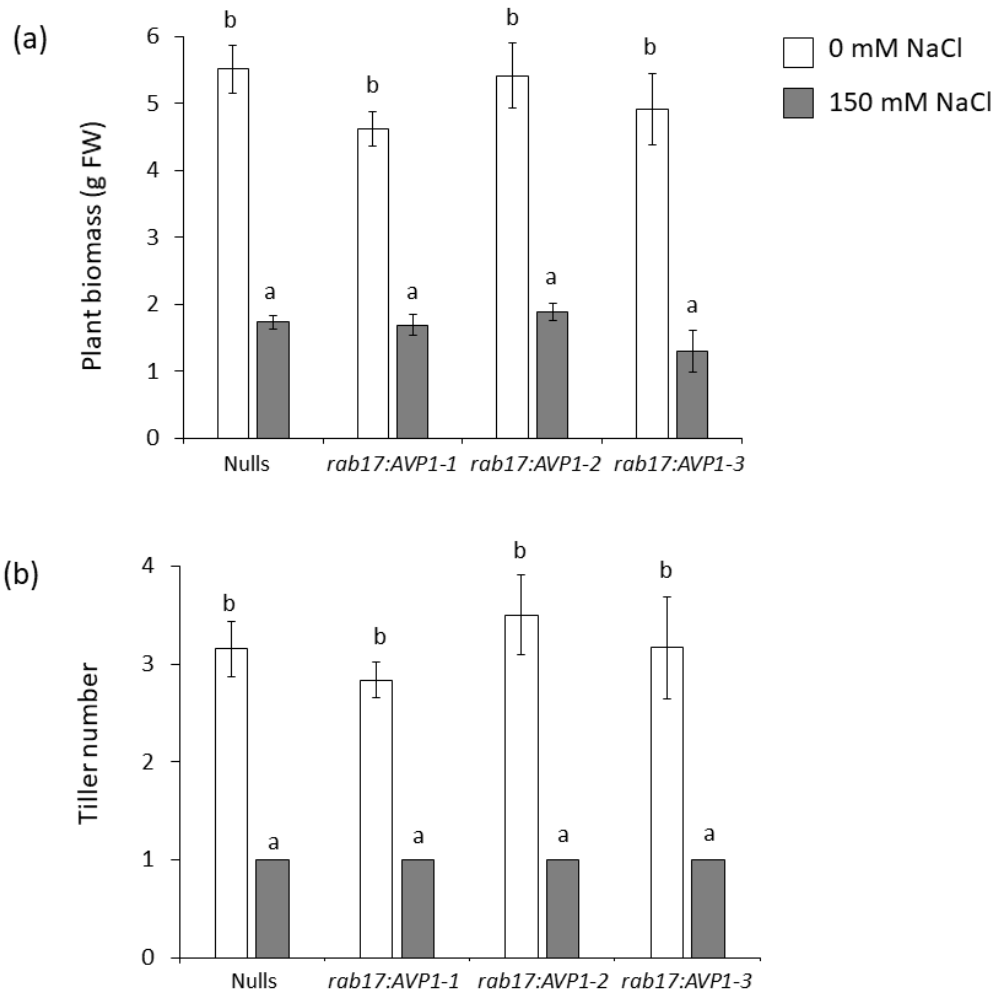 (a)
Plant biomass (g FW)
6
5
4
3
2
1
0
b
a
b
a
b
a
b
a
Nulls
rab17:AVP1-1
rab17:AVP1-2
rab17:AVP1-3
0 mM NaCl
150 mM NaCl
(b)
Tiller number
4
3
2
1
0
b
a
b
a
b
a
b
a
Nulls
rab17:AVP1-1
rab17:AVP1-2
rab17:AVP1-3